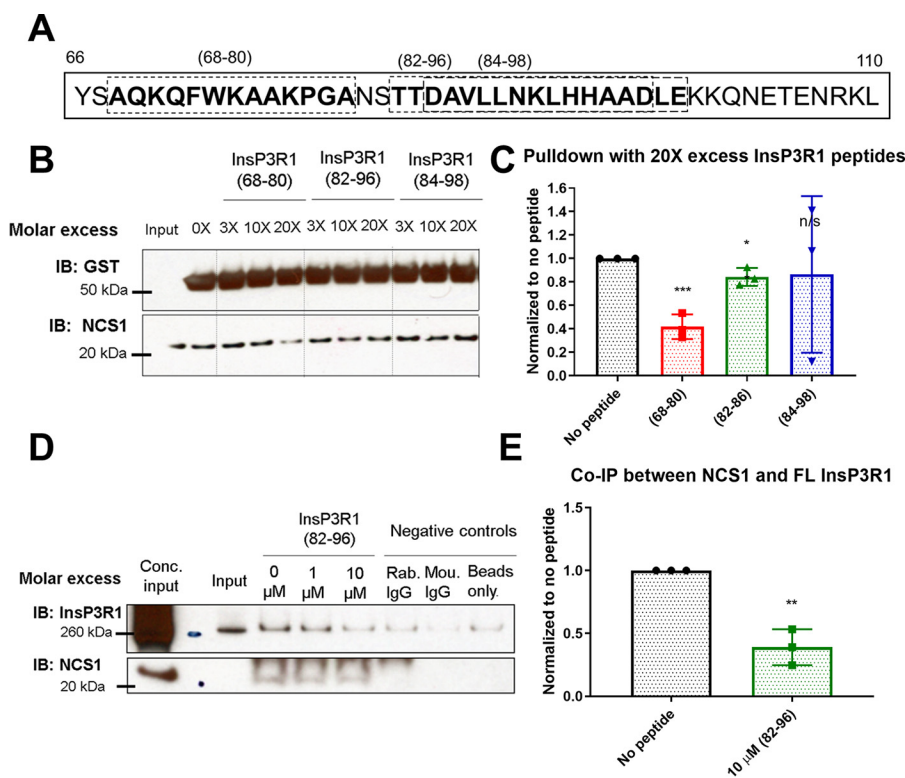 A
66 (68-80) (82-96) (84-98) 110
YSAQKQFWKAAKPGANSTTDAVLLNKLHHAADLEKKQNETENRKL
B
InsP3R1 InsP3R1 InsP3R1
(68-80) (82-96) (84-98)
Molar excess Input 0X 3X 10X 20X 3X 10X 20X 3X 10X 20X
IB: GST
50 kDa
IB: NCS1
20 kDa
C Pulldown with 20X excess InsP3R1 peptides
Normalized to no peptide
1.6
1.4
1.2
1.0
0.8
0.6
0.4
0.2
0.0
***
*
n/s
No peptide
(68-80)
(82-86)
(84-98)
D
InsP3R1
(82-96)
Negative controls
Molar excess
Conc.
input
Input
0
µM
1
µM
10
µM
Rab.
IgG
Mou.
IgG
Beads
only.
IB: InsP3R1
260 kDa
IB: NCS1
20 kDa
E
Co-IP between NCS1 and FL InsP3R1
Normalized to no peptide
1.5
1.0
0.5
0.0
**
No peptide
10 µM (82-96)